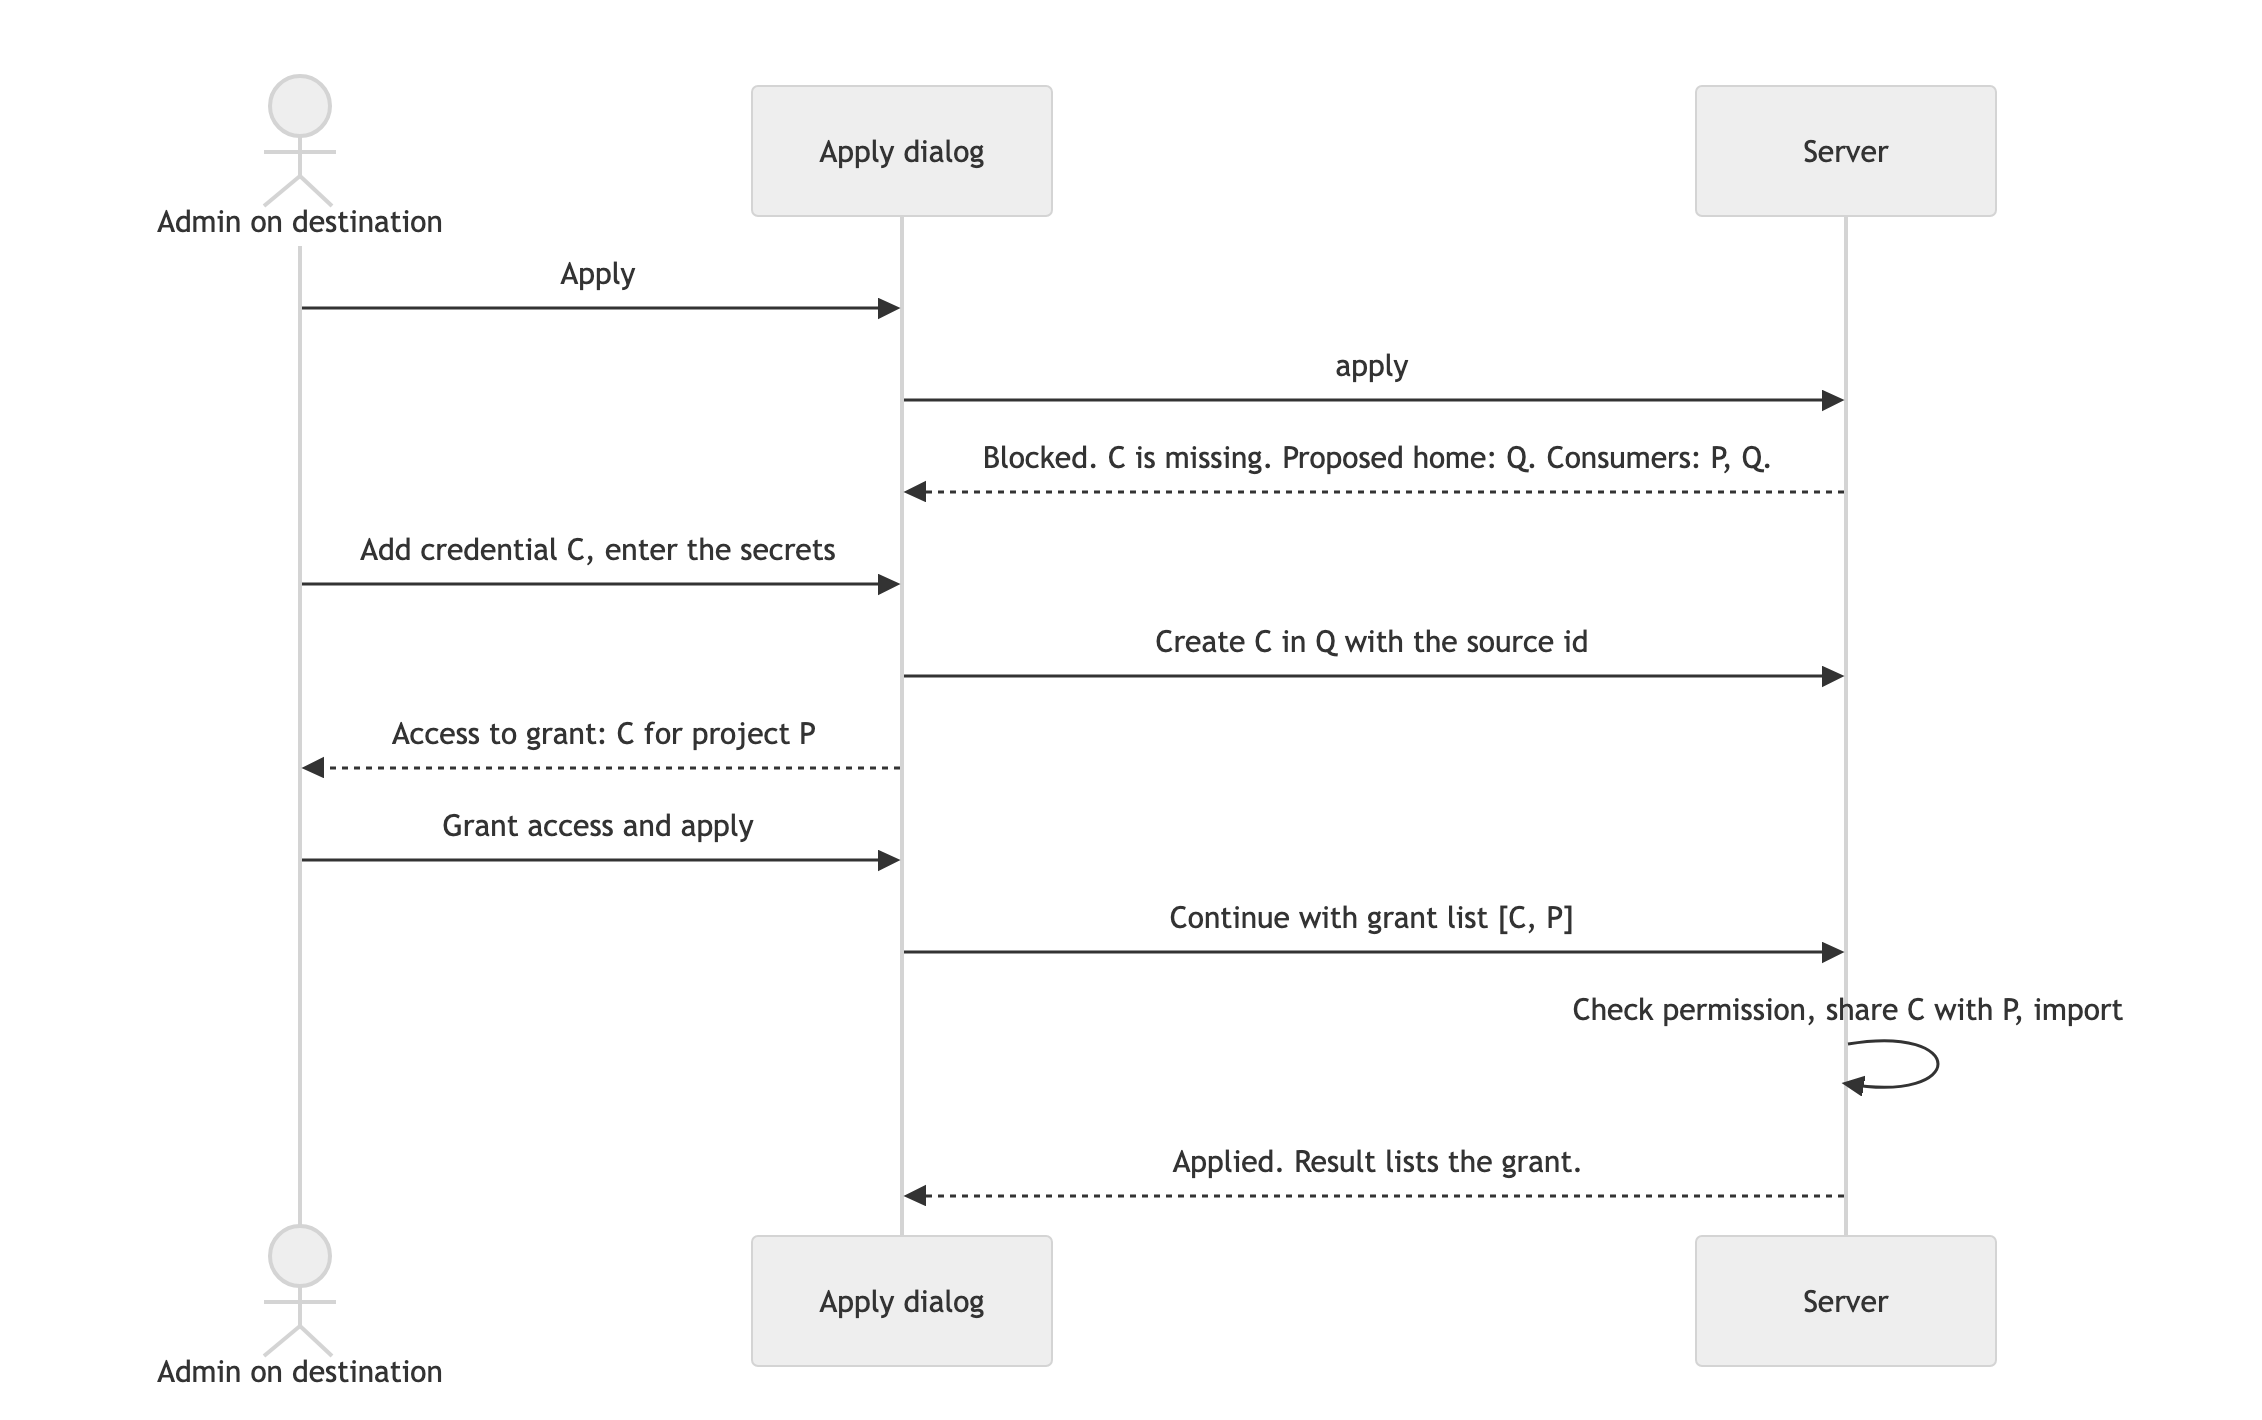 Apply dialog
Server
Admin on destination
Apply
apply
Blocked. C is missing. Proposed home: Q. Consumers: P, Q.
Add credential C, enter the secrets
Create C in Q with the source id
Access to grant: C for project P
Grant access and apply
Continue with grant list [C, P]
Check permission, share C with P, import
Applied. Result lists the grant.
Apply dialog
Server
Admin on destination